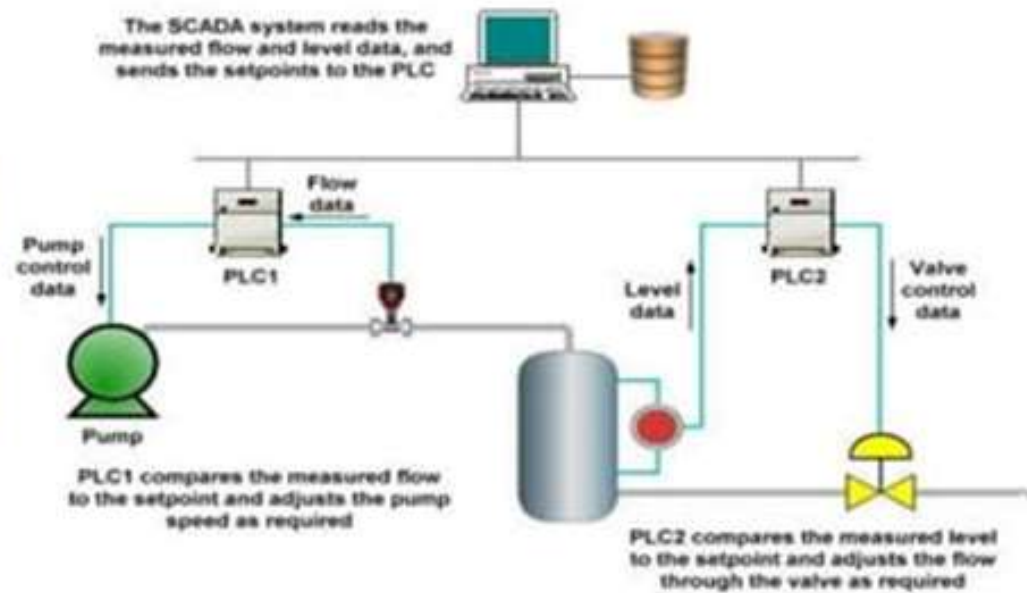 The SCADA system reads the
measured flow and level data, and
sends the setpoints to the PLC
Flow
data
Pump
control
data
PLC1
Level
data
PLC2
Valve
control
data
Pump
PLC1 compares the measured flow
to the setpoint and adjusts the pump
speed as required
PLC2 compares the measured level
to the setpoint and adjusts the flow
through the valve as required